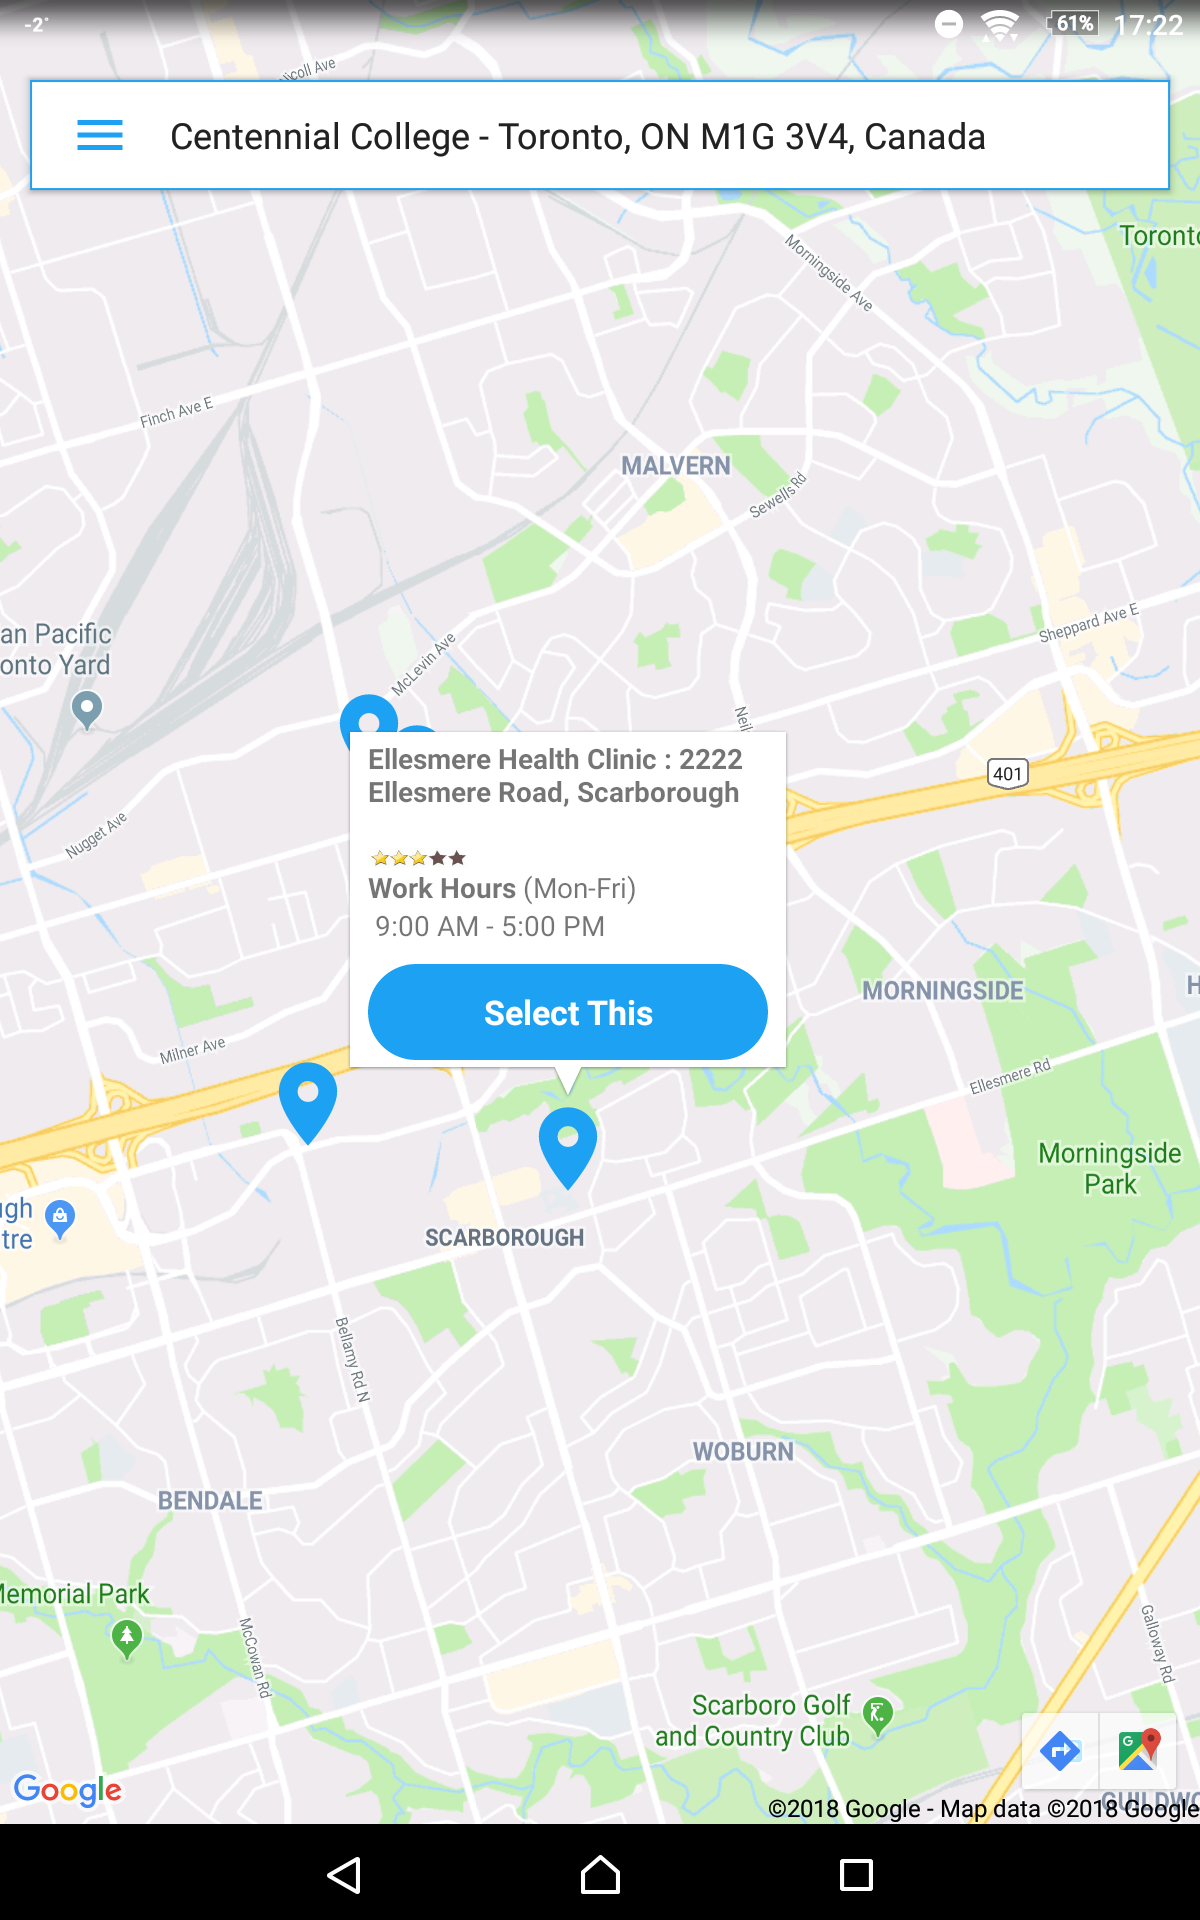 -2°
61% 17:22
icoll Ave
Centennial College - Toronto, ON M1G 3V4, Canada
Toronto
Morningside Ave
Finch Ave E
MALVERN
Sewells Rd
Sheppard Ave E
an Pacific
onto Yard
McLevin Ave
Neil
401
Ellesmere Health Clinic : 2222
Ellesmere Road, Scarborough
Nugget Ave
Work Hours (Mon-Fri)
9:00 AM - 5:00 PM
MORNINGSIDE
H
Select This
Milner Ave
Ellesmere Rd
Morningside
Park
gh
tre
SCARBOROUGH
Bellamy Rd N
WOBURN
BENDALE
Memorial Park
McCowan Rd
Galloway Rd
Scarboro Golf
and Country Club
G
Google
GUILDWO
©2018 Google - Map data ©2018 Google